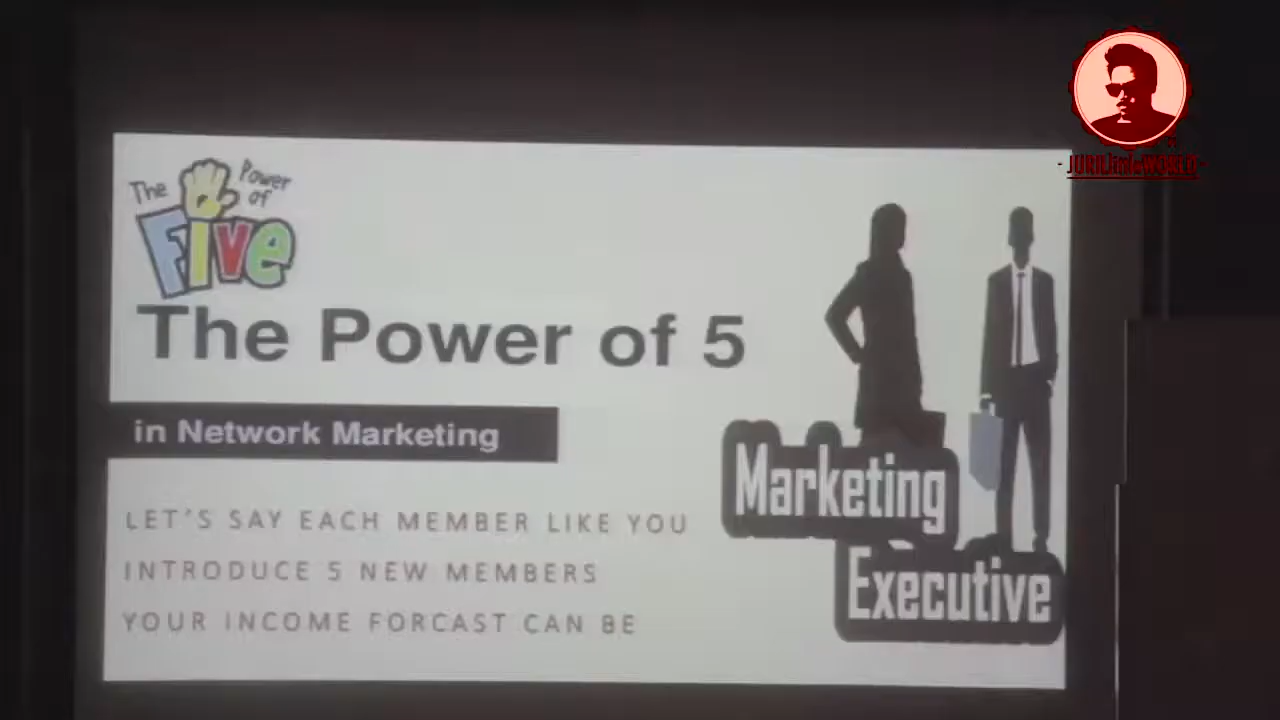 The Power of
Five
The Power of 5
in Network Marketing
LET'S SAY EACH MEMBER LIKE YOU
INTRODUCE 5 NEW MEMBERS
YOUR INCOME FORCAST CAN BE
Marketing
Executive